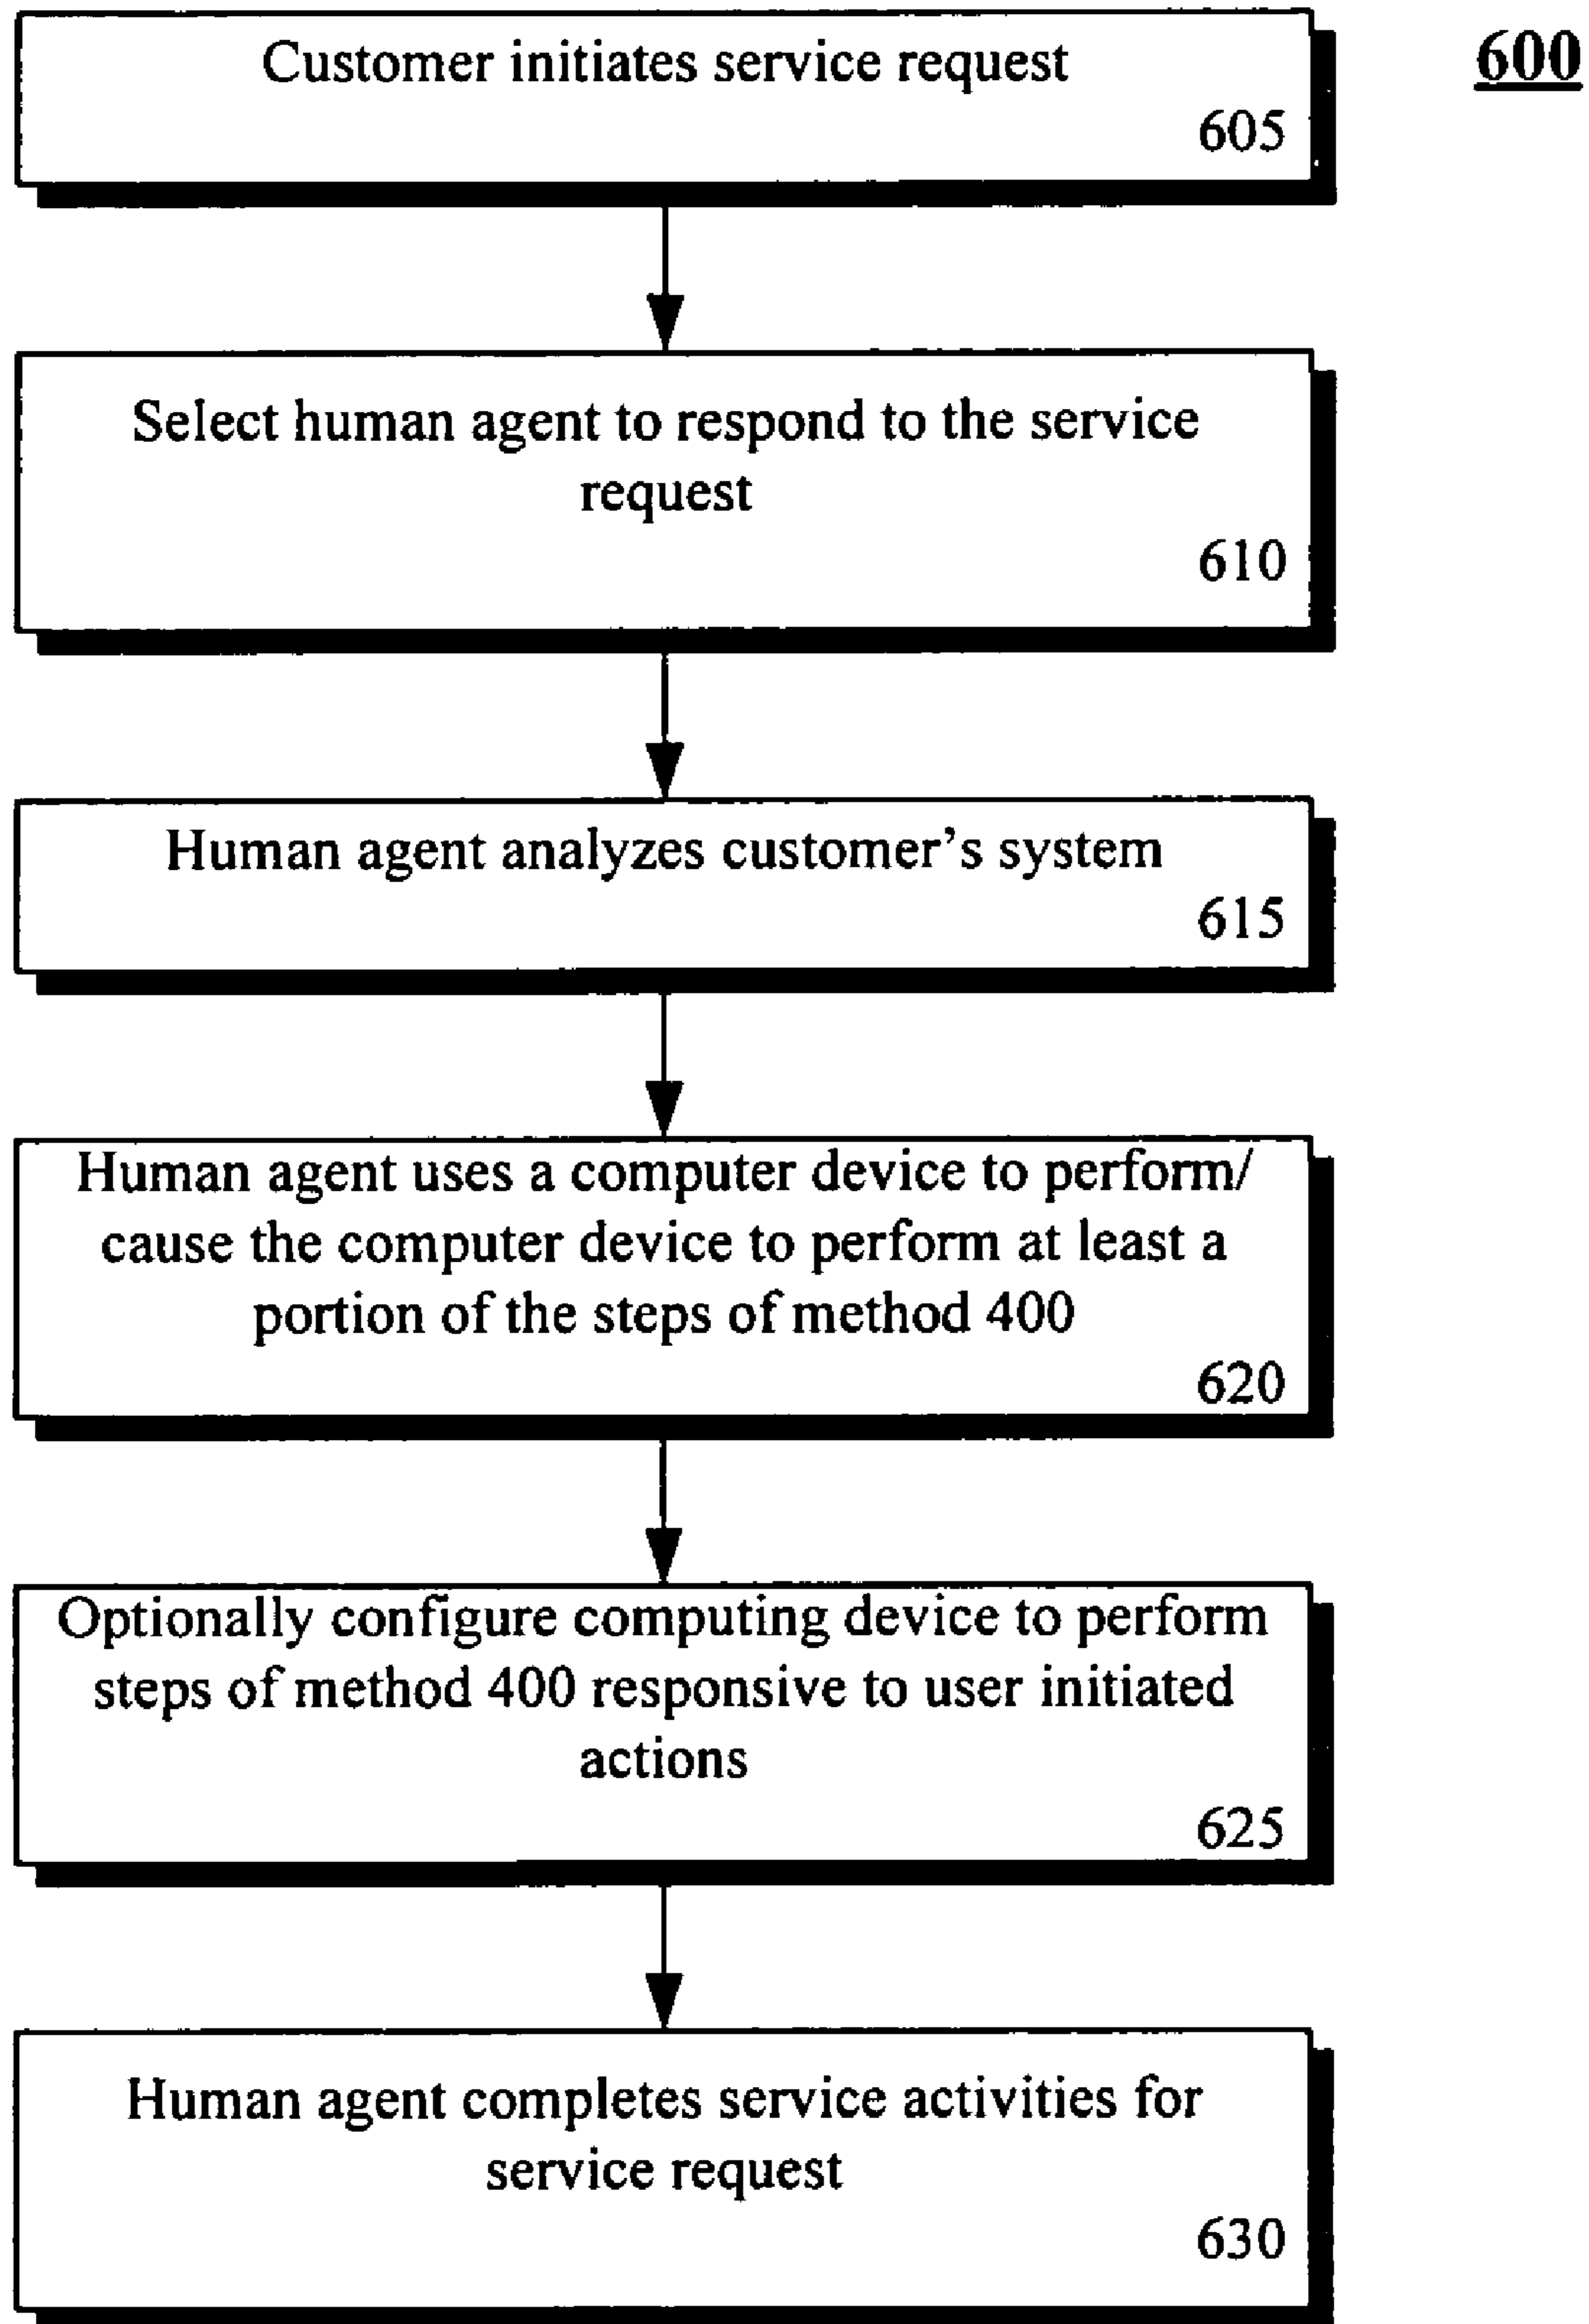 600
Customer initiates service request
605
Select human agent to respond to the service
request
610
Human agent analyzes customer's system
615
Human agent uses a computer device to perform/
cause the computer device to perform at least a
portion of the steps of method 400
620
Optionally configure computing device to perform
steps of method 400 responsive to user initiated
actions
625
Human agent completes service activities for
service request
630